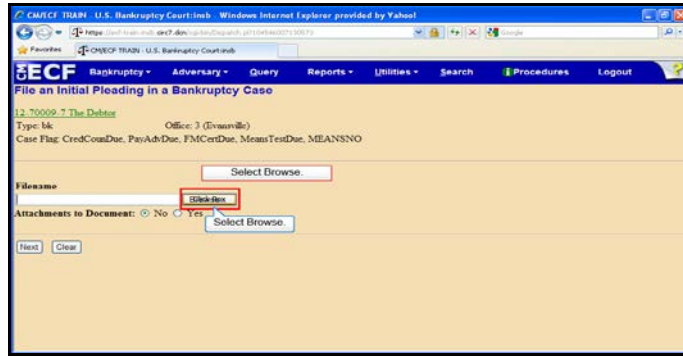 CM/ECF TRAIN - U.S. Bankruptcy Court:insb - Windows Internet Explorer provided by Yahoo!
Google
Favorites CM/ECF TRAIN - U.S. Bankruptcy Court:insb
ECF Bankruptcy Adversary Query Reports Utilities Search Procedures Logout ?
File an Initial Pleading in a Bankruptcy Case
12-70009-7 The Debtor
Type: bk Office: 3 (Evansville)
Case Flag: CredCounDue, PayAdvDue, FMCertDue, MeansTestDue, MEANSNO
Select Browse.
Filename
Attachments to Document: No Yes
Select Browse.
Next Clear